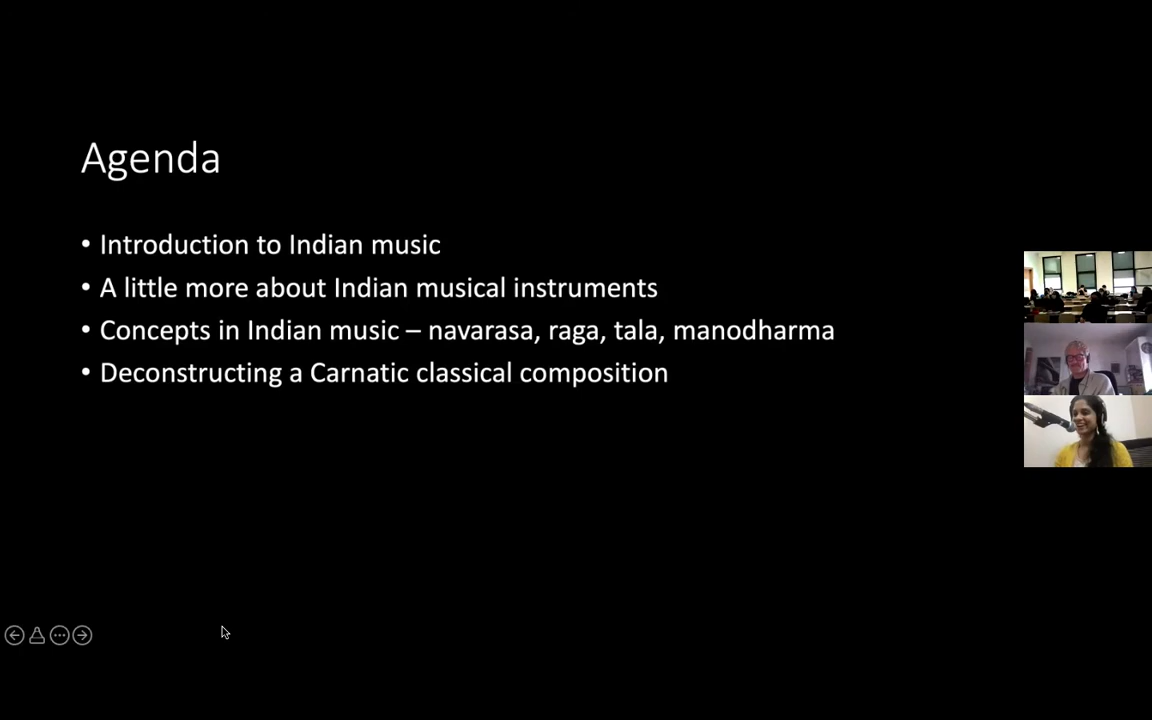 Agenda
• Introduction to Indian music
• A little more about Indian musical instruments
• Concepts in Indian music – navarasa, raga, tala, manodharma
• Deconstructing a Carnatic classical composition